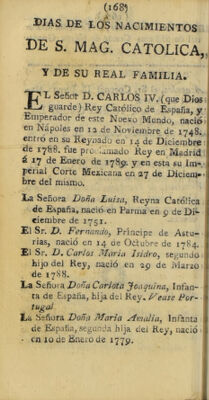 (168)
DIAS DE LOS NACIMIENTOS
DE S. MAG. CATOLICA,
Y DE SU REAL FAMILIA.
EL Señor D. CARLOS IV. (que Dios
guarde) Rey Católico de España, y
Emperador de este Nuevo Mundo, nació
en Nápoles en 12 de Noviembre de 1748.
entró en su Reynado en 14 de Diciembre
de 1788. fue proclamado Rey en Madrid
á 17 de Enero de 1789. y en esta su Im-
perial Corte Mexicana en 27 de Diciem-
bre del mismo.
La Señora Doña Luisa, Reyna Católica
de España, nació en Parma en 9 de Di-
ciembre de 1751.
El Sr. D. Fernando, Príncipe de Astu-
rias, nació en 14 de Octubre de 1784.
El Sr. D. Carlos Maria Isidro, segundo
hijo del Rey, nació en 29 de Marzo
de 1788.
La Señora Doña Carlota Joaquina, Infan-
ta de España, hija del Rey. Vease Por-
tugal
La Señora Doña Maria Amalia, Infanta
de España, segunda hija del Rey, nació
en 10 de Enero de 1779.